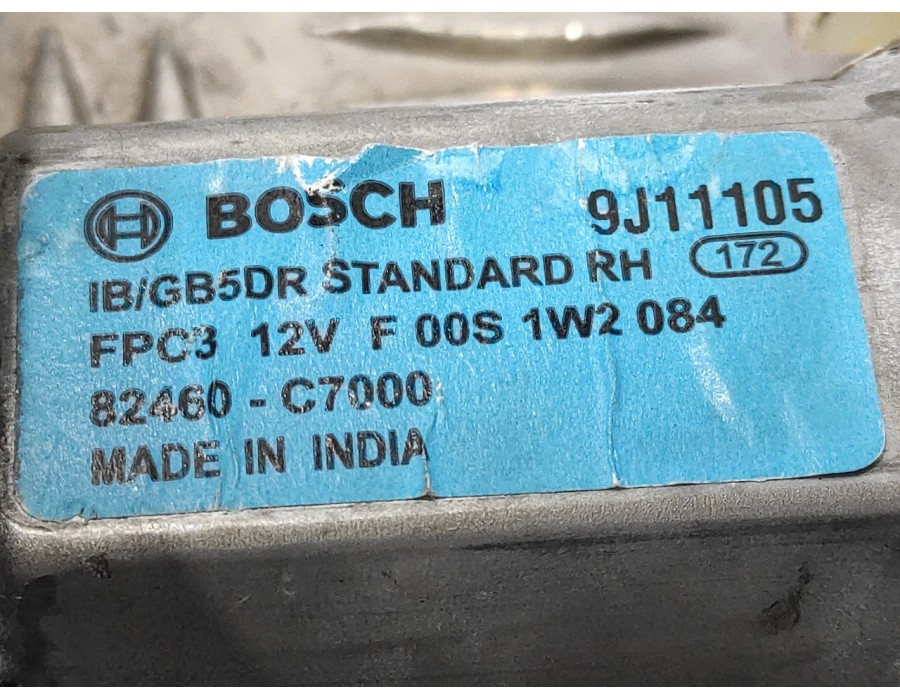 BOSCH 9J11105
IB/GB5DR STANDARD RH 172
FPC3 12V F 00S 1W2 084
82460 - C7000
MADE IN INDIA